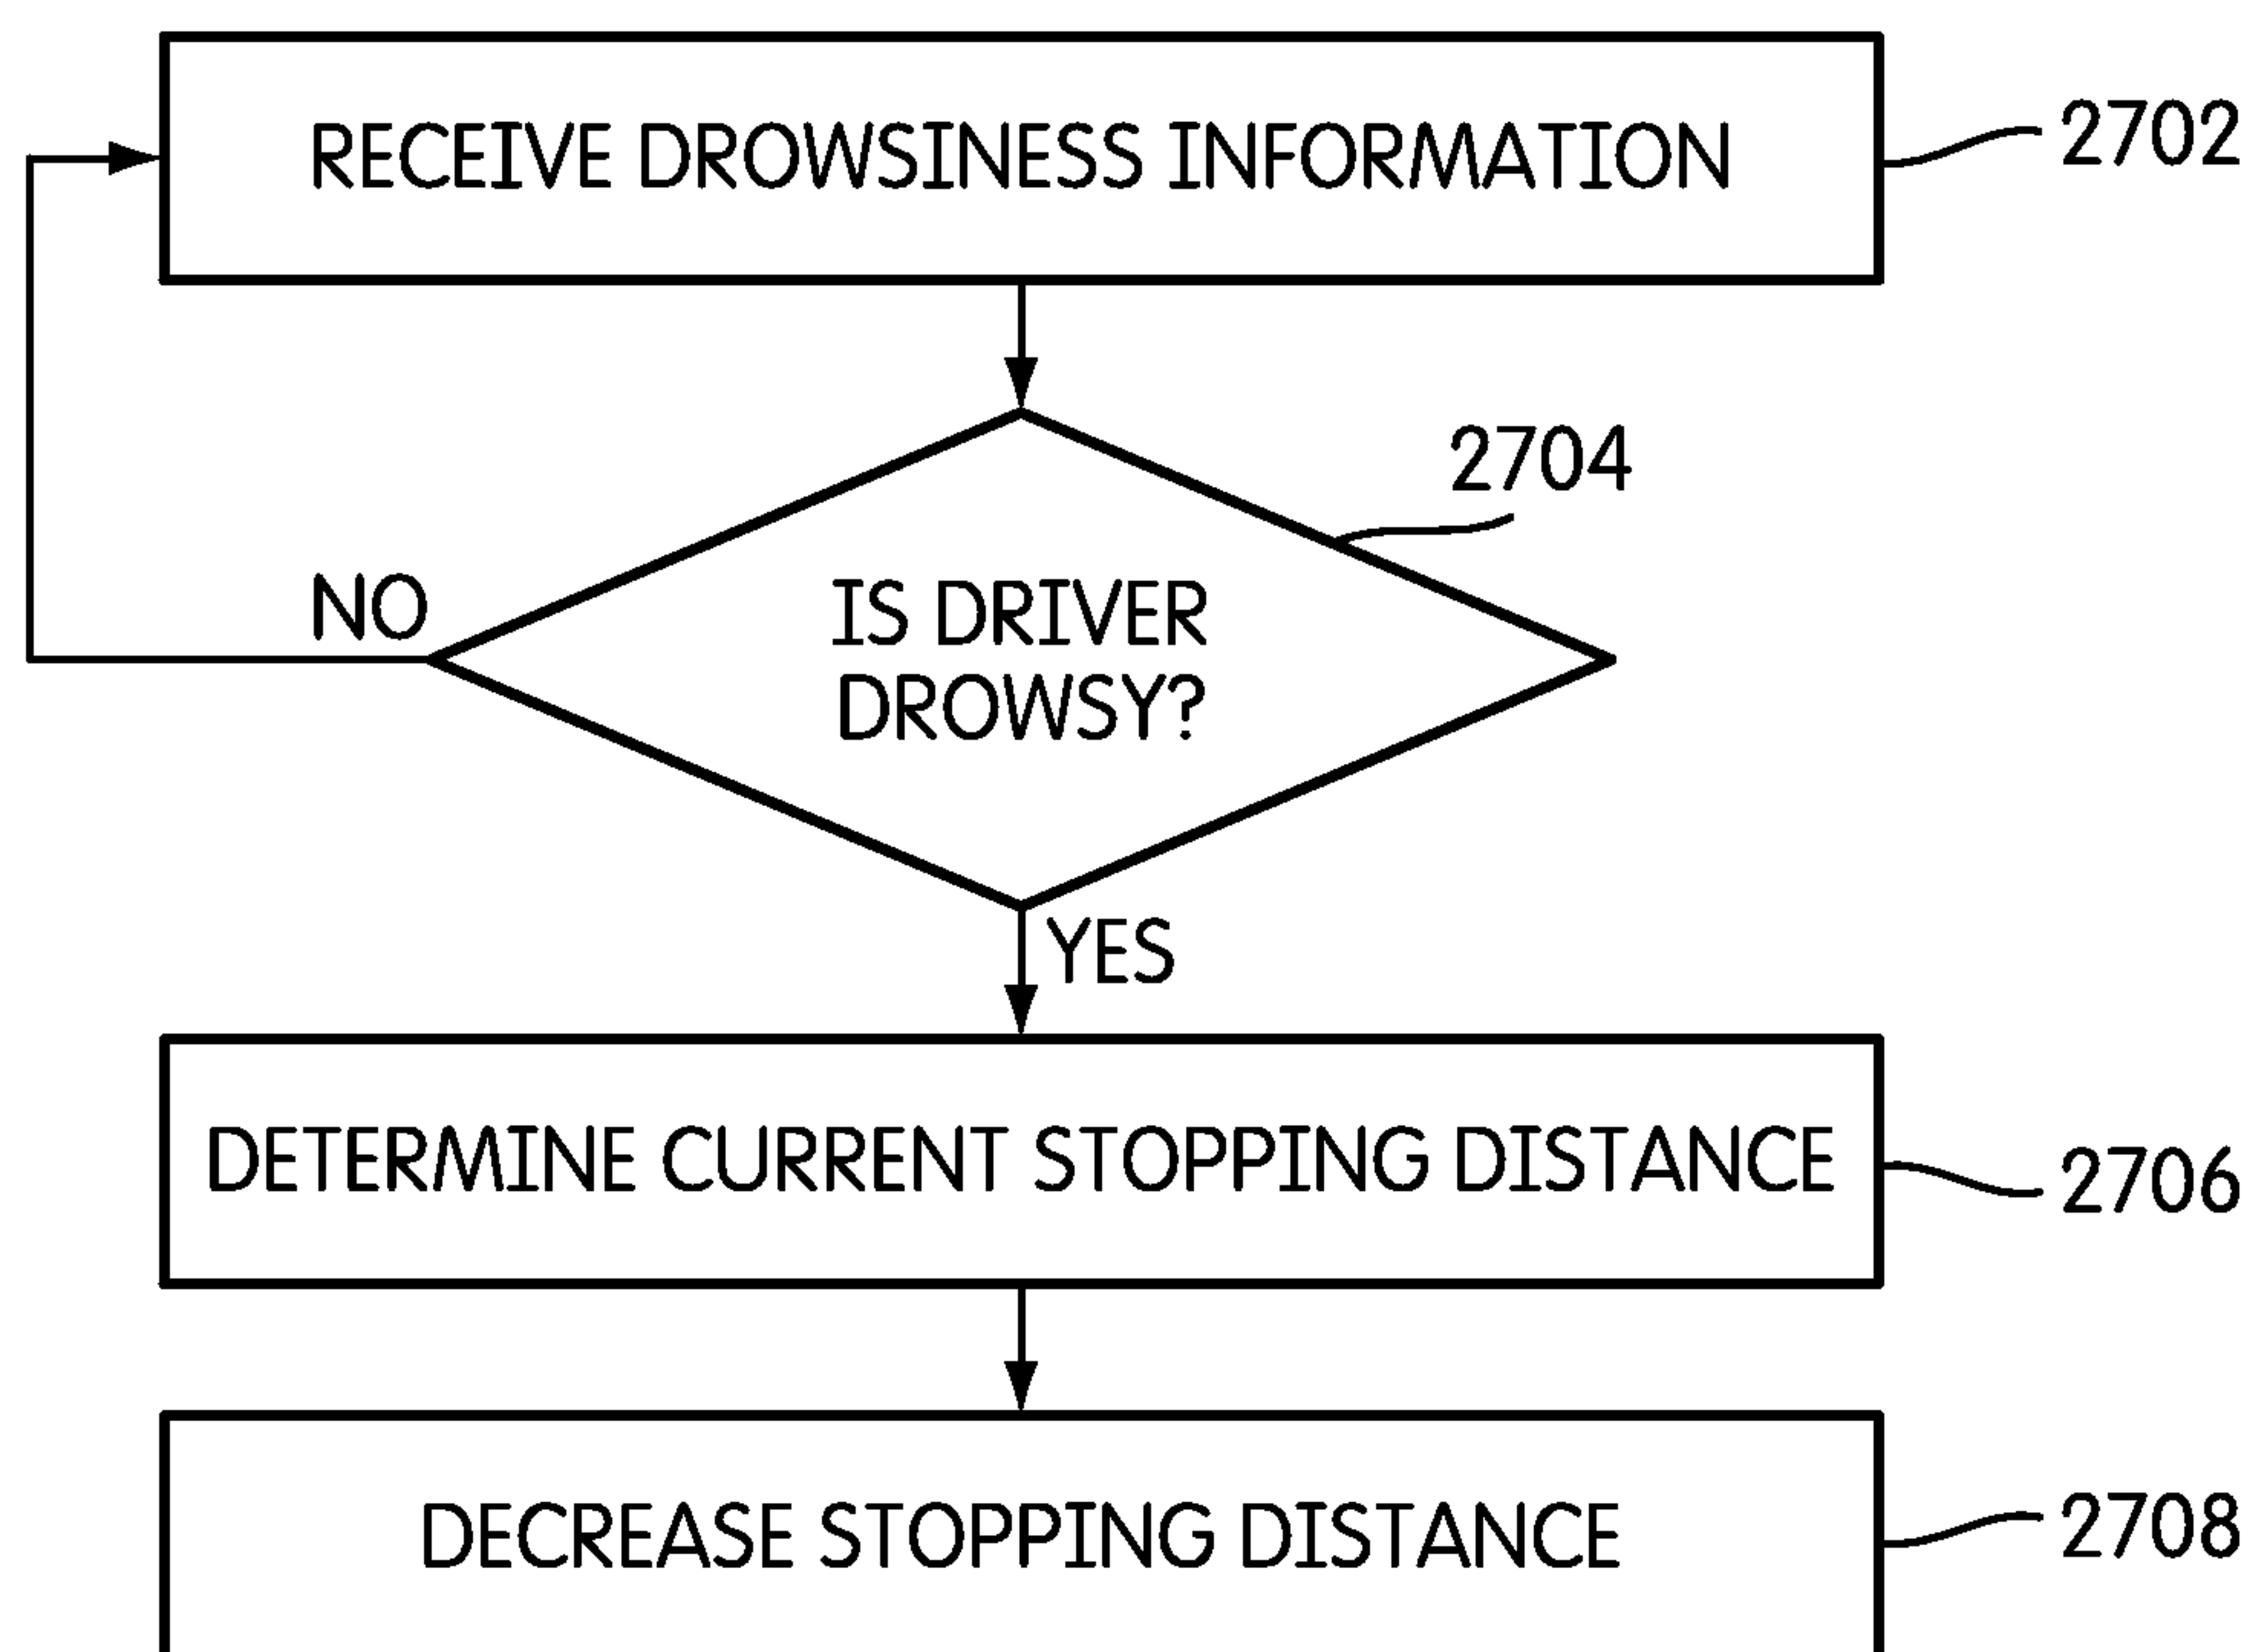 RECEIVE DROWSINESS INFORMATION
2702
2704
NO
IS DRIVER
DROWSY?
YES
DETERMINE CURRENT STOPPING DISTANCE
2706
DECREASE STOPPING DISTANCE
2708